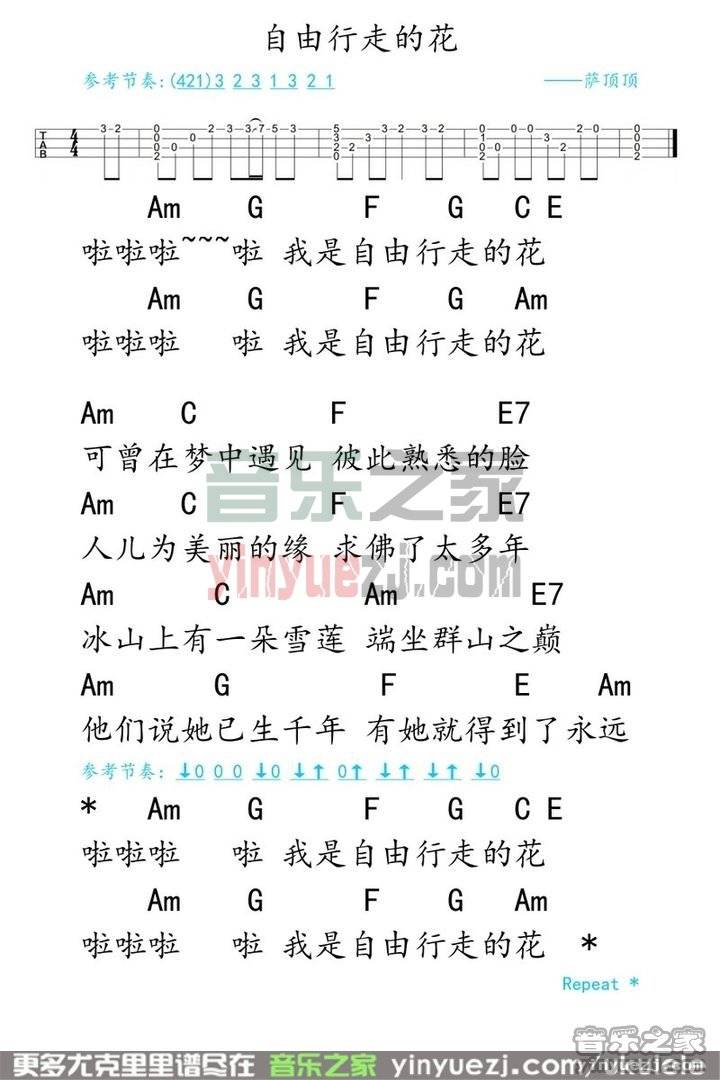 自由行走的花
参考节奏:(421)3 2 3 1 3 2 1 ——萨顶顶
Am G F G C E
啦啦啦~~~啦 我是自由行走的花
Am G F G Am
啦啦啦 啦 我是自由行走的花
Am C F E7
可曾在梦中遇见 彼此熟悉的脸
Am C F E7
人儿为美丽的缘 求佛了太多年
Am C Am E7
冰山上有一朵雪莲 端坐群山之巅
Am G F E Am
他们说她已生千年 有她就得到了永远
参考节奏: ↓0 0 0 ↓0 ↓↑ 0↑ ↓↑ ↓↑ ↓0
* Am G F G C E
啦啦啦 啦 我是自由行走的花
Am G F G Am
啦啦啦 啦 我是自由行走的花 *
Repeat *
音乐之家
yinyuezj.com
音乐之家
yinyuezj.com
更多尤克里里谱尽在 音乐之家 yinyuezj.com/ukulele